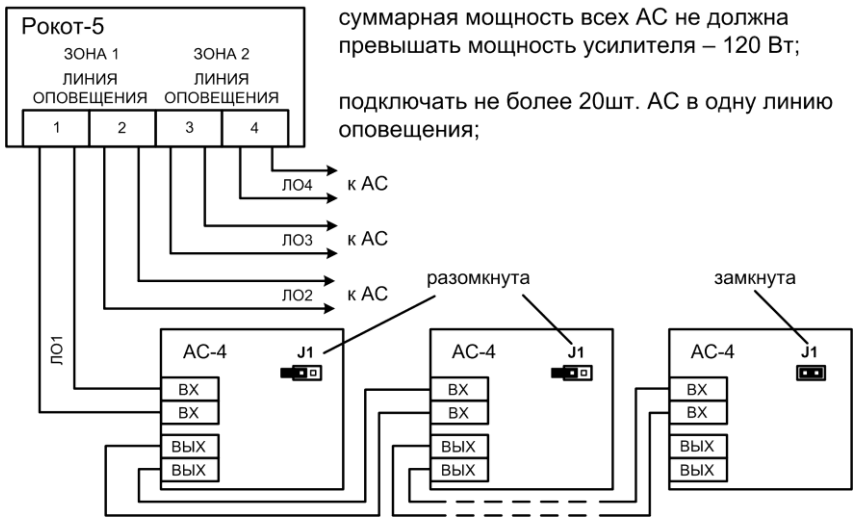 Рокот-5
ЗОНА 1
ЗОНА 2
ЛИНИЯ
ОПОВЕЩЕНИЯ
ЛИНИЯ
ОПОВЕЩЕНИЯ
1
2
3
4
суммарная мощность всех АС не должна
превышать мощность усилителя – 120 Вт;
подключать не более 20шт. АС в одну линию
оповещения;
ЛО4
к АС
ЛО3
к АС
ЛО2
к АС
ЛО1
разомкнута
замкнута
АС-4
J1
ВХ
ВХ
ВЫХ
ВЫХ
АС-4
J1
ВХ
ВХ
ВЫХ
ВЫХ
АС-4
J1
ВХ
ВХ
ВЫХ
ВЫХ